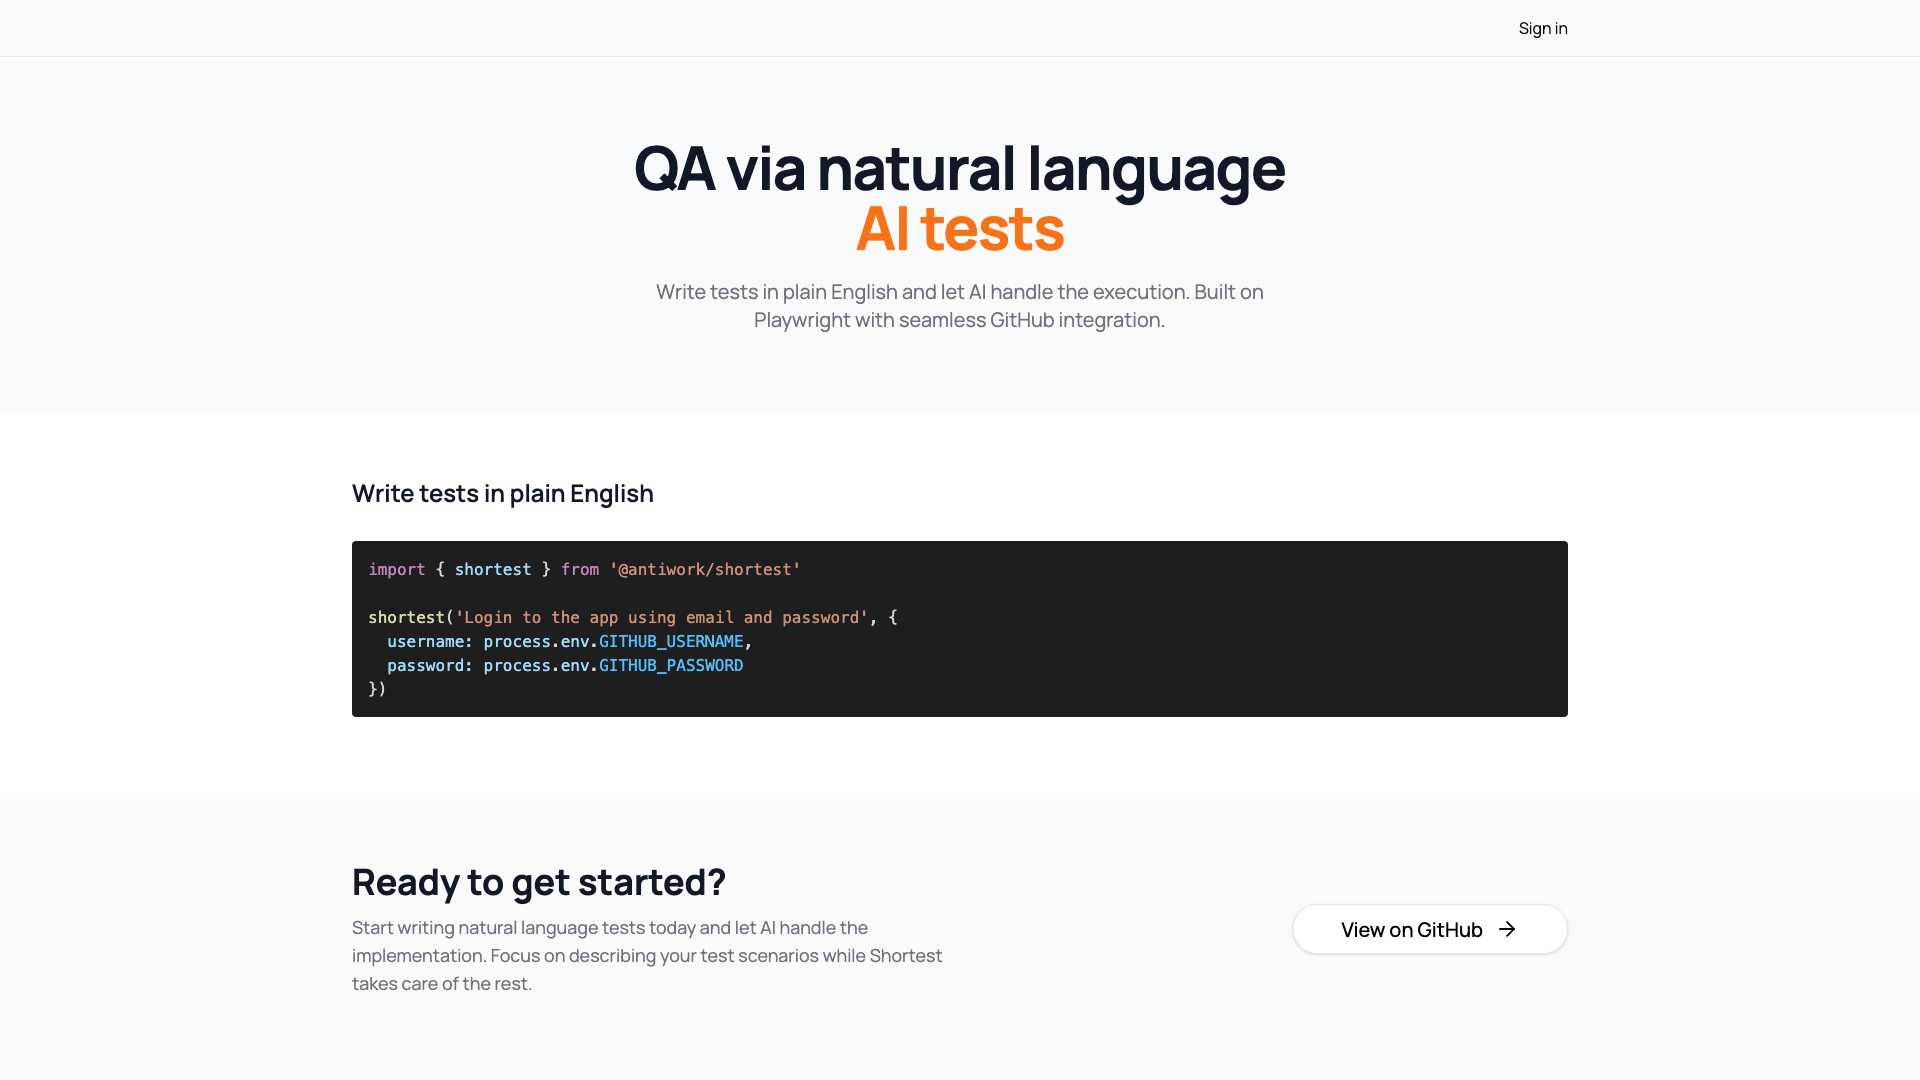 Sign in
QA via natural language
AI tests
Write tests in plain English and let AI handle the execution. Built on
Playwright with seamless GitHub integration.
Write tests in plain English
import { shortest } from '@antiwork/shortest'
shortest('Login to the app using email and password', {
  username: process.env.GITHUB_USERNAME,
  password: process.env.GITHUB_PASSWORD
})
Ready to get started?
Start writing natural language tests today and let AI handle the
implementation. Focus on describing your test scenarios while Shortest
takes care of the rest.
View on GitHub →